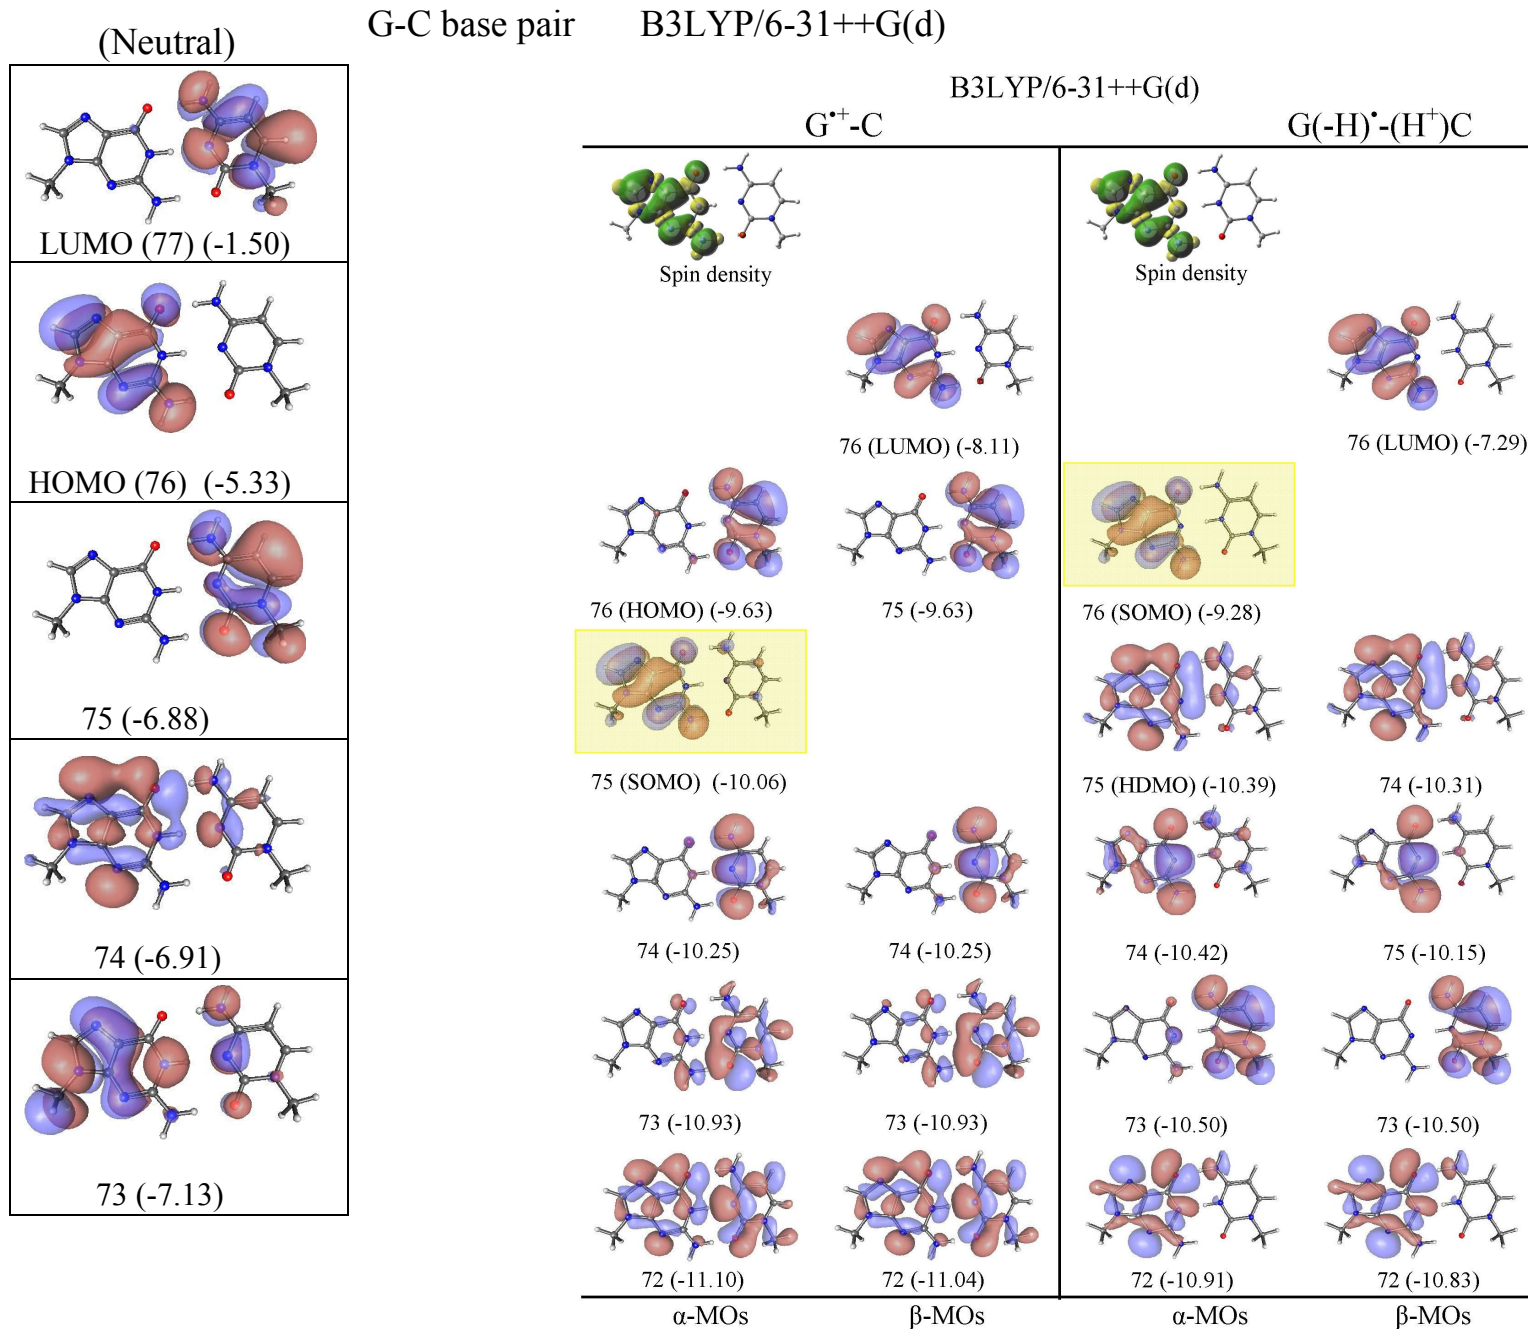 G-C base pair B3LYP/6-31++G(d)
(Neutral)
LUMO (77) (-1.50)
HOMO (76) (-5.33)
75 (-6.88)
74 (-6.91)
73 (-7.13)
B3LYP/6-31++G(d)
G•+-C G(-H)•-(H+)C
Spin density Spin density
76 (LUMO) (-8.11) 76 (LUMO) (-7.29)
76 (HOMO) (-9.63) 75 (-9.63) 76 (SOMO) (-9.28)
75 (SOMO) (-10.06) 75 (HDMO) (-10.39) 74 (-10.31)
74 (-10.25) 74 (-10.25) 74 (-10.42) 75 (-10.15)
73 (-10.93) 73 (-10.93) 73 (-10.50) 73 (-10.50)
72 (-11.10) 72 (-11.04) 72 (-10.91) 72 (-10.83)
α-MOs β-MOs α-MOs β-MOs